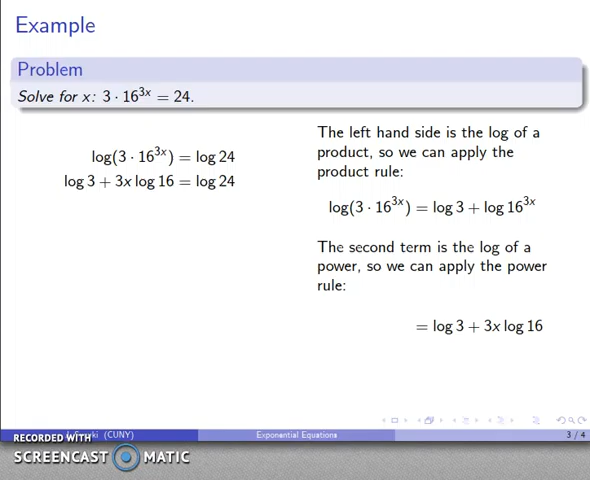 Example
Problem
Solve for x: 3 · 16^{3x} = 24.
log(3 · 16^{3x}) = log 24
log 3 + 3x log 16 = log 24
The left hand side is the log of a
product, so we can apply the
product rule:
log(3 · 16^{3x}) = log 3 + log 16^{3x}
The second term is the log of a
power, so we can apply the power
rule:
= log 3 + 3x log 16
(CUNY)
Exponential Equations
3 / 4
RECORDED WITH
SCREENCAST MATIC